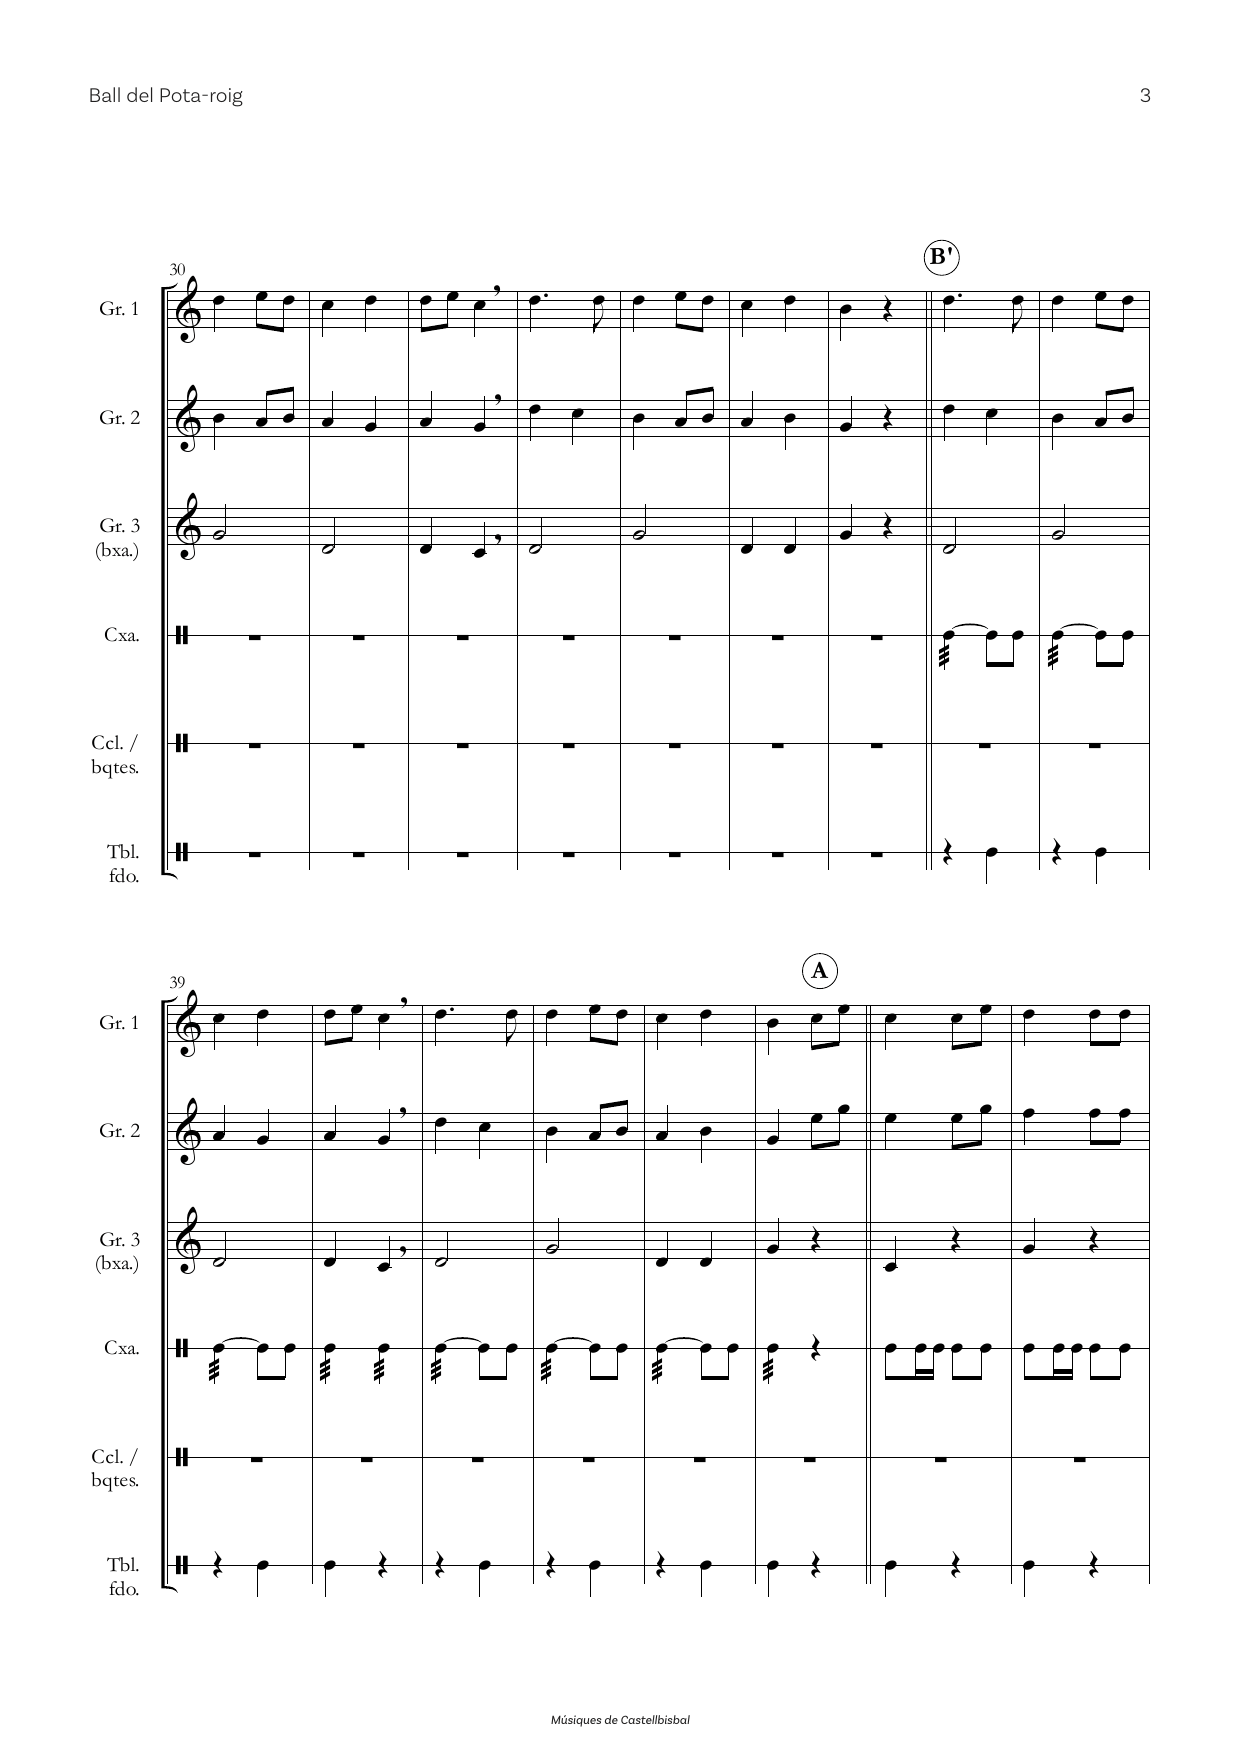 Ball del Pota-roig 3
B'
30
Gr. 1
Gr. 2
Gr. 3
(bxa.)
Cxa.
Ccl. /
bqtes.
Tbl.
fdo.
A
39
Gr. 1
Gr. 2
Gr. 3
(bxa.)
Cxa.
Ccl. /
bqtes.
Tbl.
fdo.
Músiques de Castellbisbal